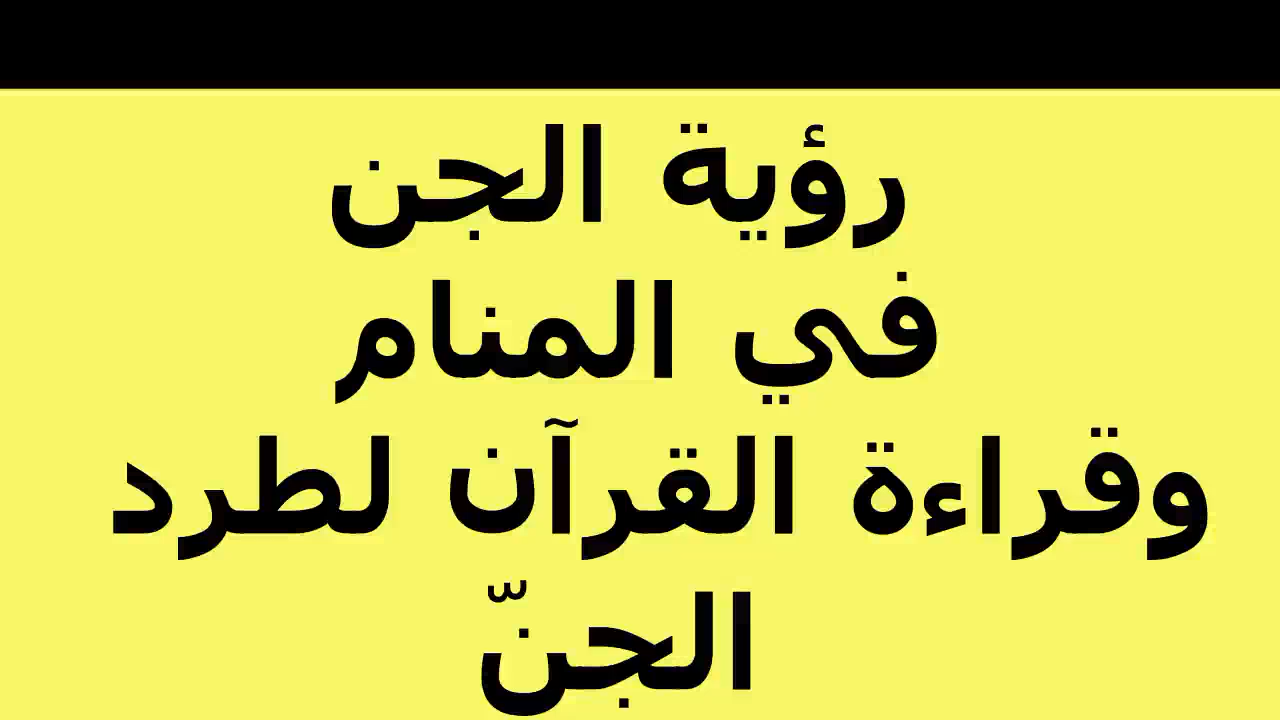 رؤية الجن
في المنام
وقراءة القرآن لطرد
الجنّ